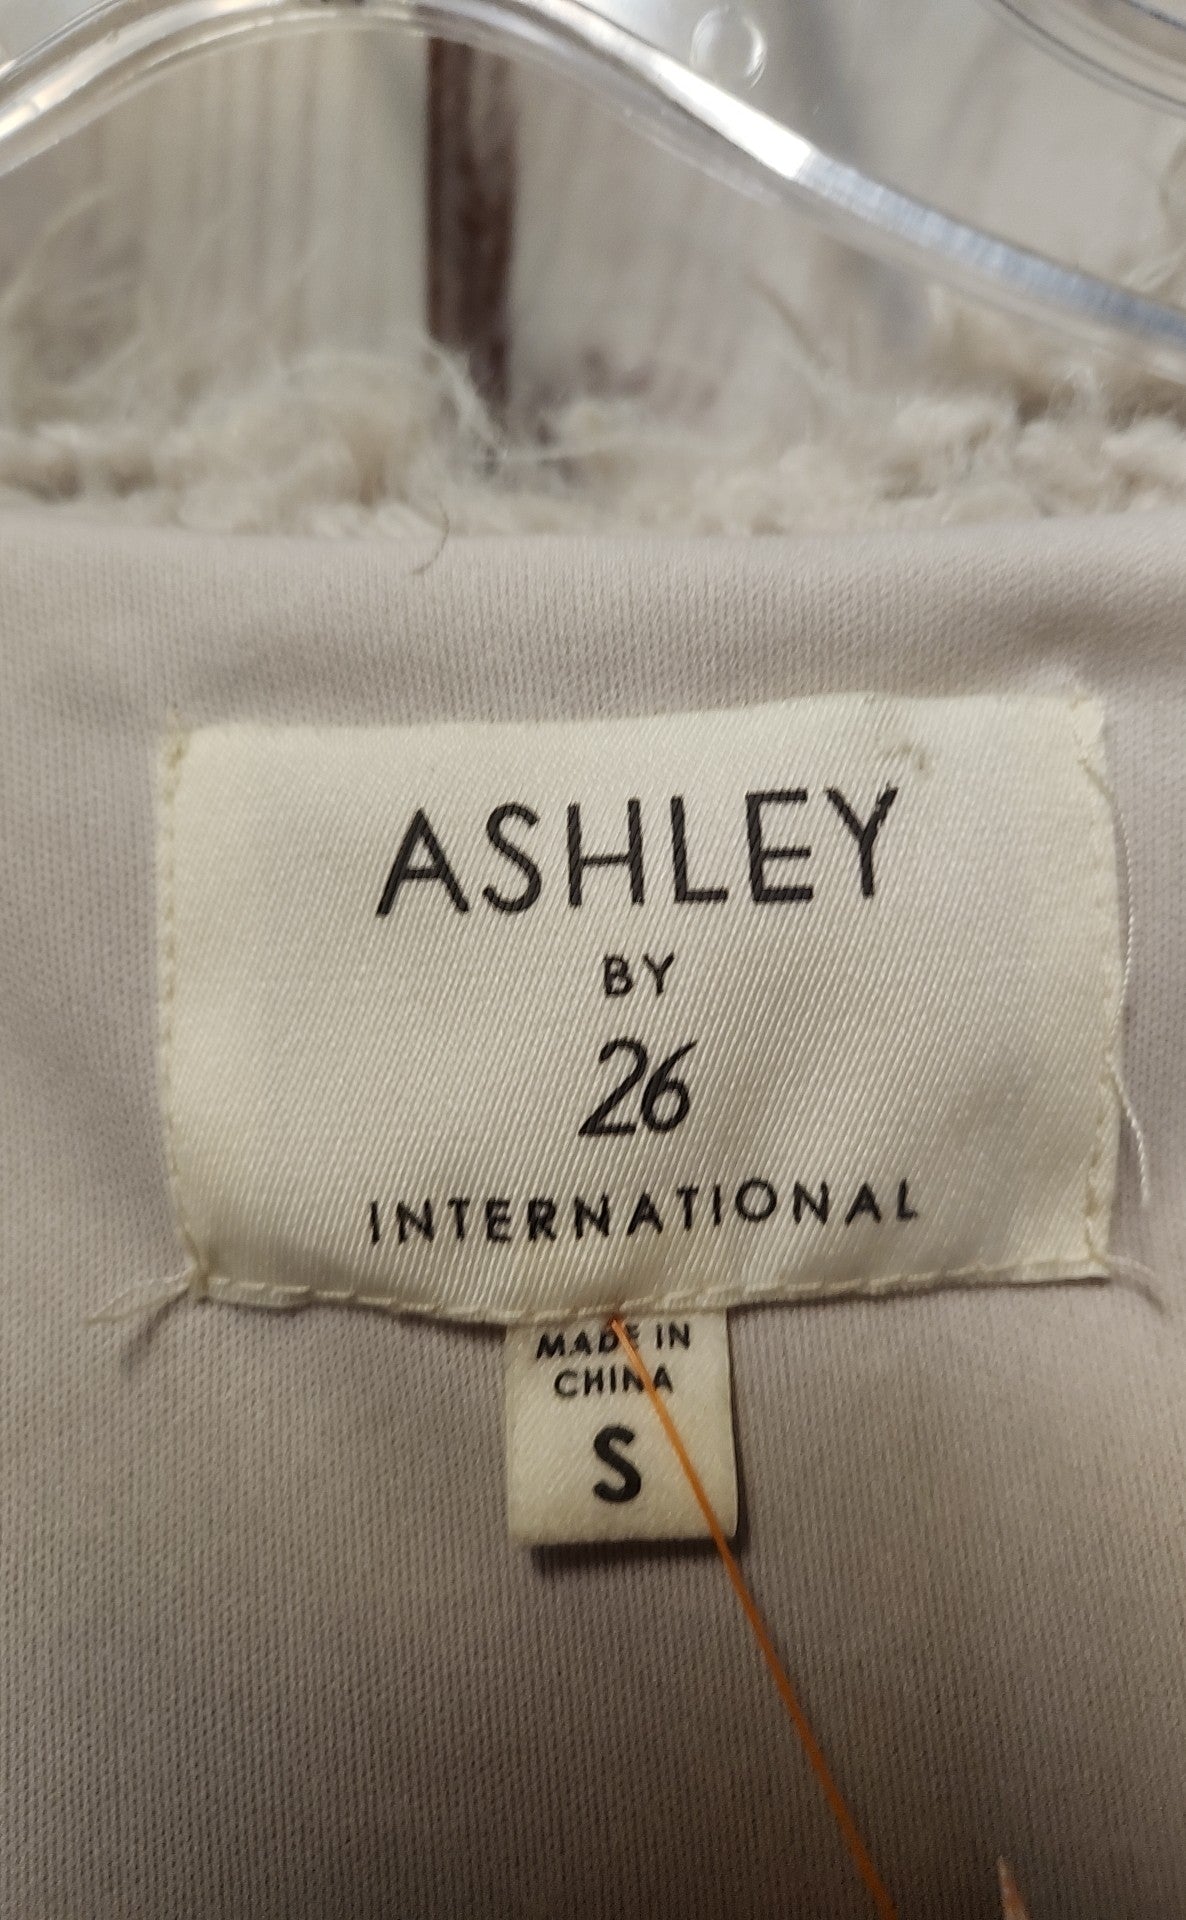 ASHLEY
BY
26
INTERNATIONAL
MADE IN
CHINA
S